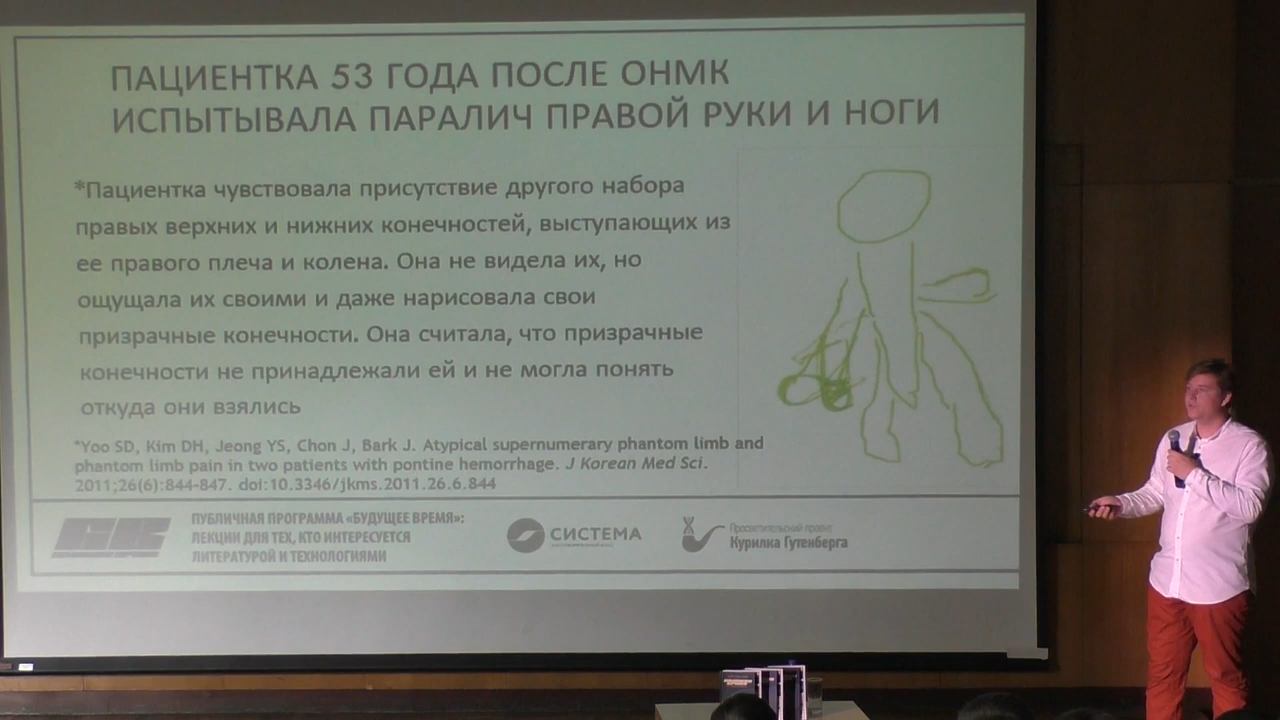 ПАЦИЕНТКА 53 ГОДА ПОСЛЕ ОНМК
ИСПЫТЫВАЛА ПАРАЛИЧ ПРАВОЙ РУКИ И НОГИ
*Пациентка чувствовала присутствие другого набора
правых верхних и нижних конечностей, выступающих из
ее правого плеча и колена. Она не видела их, но
ощущала их своими и даже нарисовала свои
призрачные конечности. Она считала, что призрачные
конечности не принадлежали ей и не могла понять
откуда они взялись
*Yoo SD, Kim DH, Jeong YS, Chon J, Bark J. Atypical supernumerary phantom limb and
phantom limb pain in two patients with pontine hemorrhage. J Korean Med Sci.
2011;26(6):844-847. doi:10.3346/jkms.2011.26.6.844
ПУБЛИЧНАЯ ПРОГРАММА «БУДУЩЕЕ ВРЕМЯ»:
ЛЕКЦИИ ДЛЯ ТЕХ, КТО ИНТЕРЕСУЕТСЯ
ЛИТЕРАТУРОЙ И ТЕХНОЛОГИЯМИ
СИСТЕМА
Просветительский проект
Курилка Гутенберга